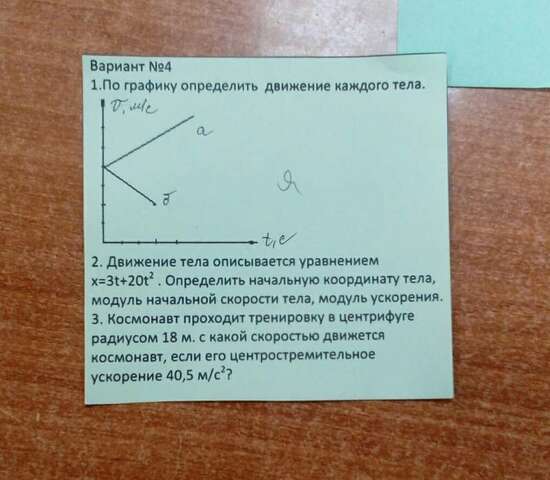 Вариант №4
1.По графику определить движение каждого тела.
v, м/с
а
б
t, с
2. Движение тела описывается уравнением
x=3t+20t². Определить начальную координату тела,
модуль начальной скорости тела, модуль ускорения.
3. Космонавт проходит тренировку в центрифуге
радиусом 18 м. с какой скоростью движется
космонавт, если его центростремительное
ускорение 40,5 м/с²?